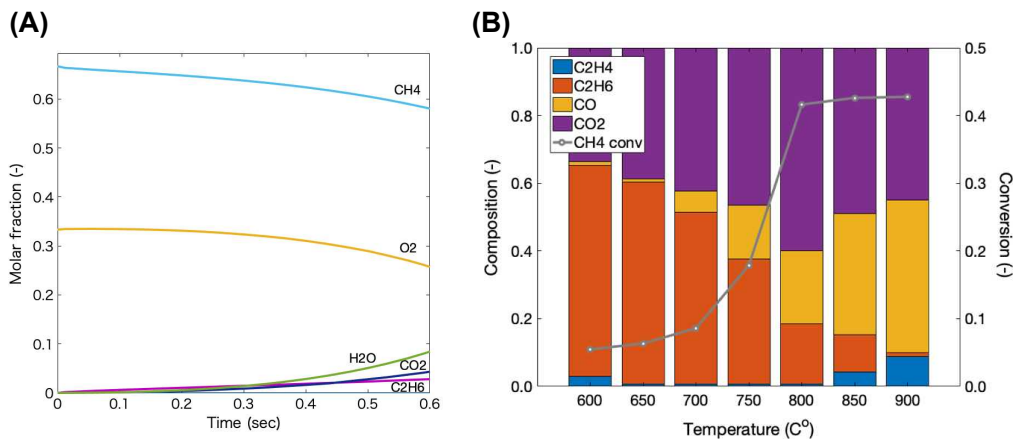 (A)
(B)
Molar fraction (-)
0.6
0.5
0.4
0.3
0.2
0.1
0
CH4
O2
H2O
CO2
C2H6
0 0.1 0.2 0.3 0.4 0.5 0.6
Time (sec)
Composition (-)
1.0
0.8
0.6
0.4
0.2
0.0
C2H4
C2H6
CO
CO2
CH4 conv
600 650 700 750 800 850 900
Temperature (C°)
0.5
0.4
0.3
0.2
0.1
0.0
Conversion (-)